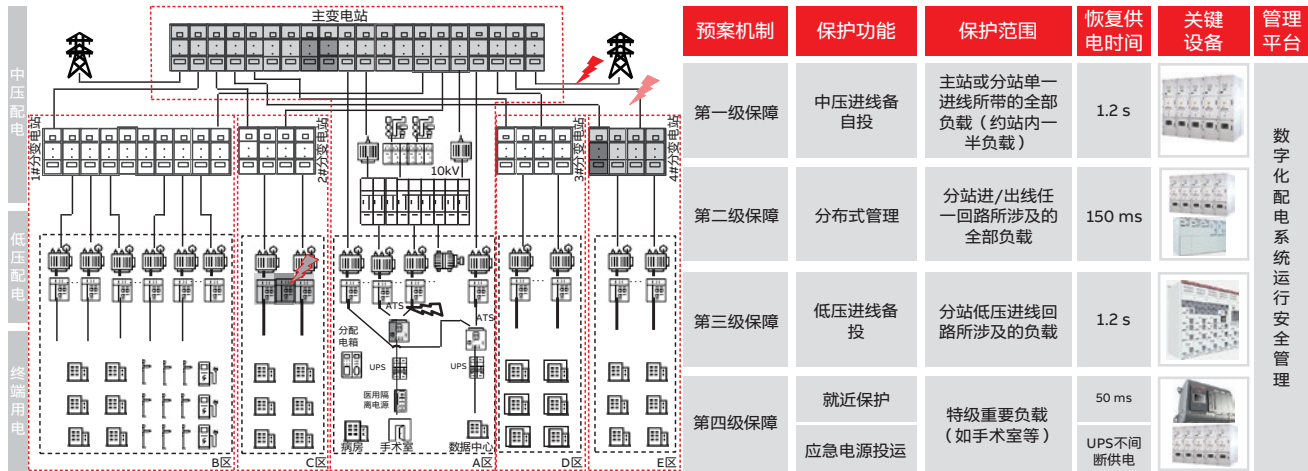 主变电站
中压配电
低压配电
终端用电
1#分变电站
2#分变电站
3#分变电站
4#分变电站
10kV
ATS
ATS
分配
电箱
UPS
UPS
医用隔
离电源
病房
手术室
数据中心
B区
C区
A区
D区
E区
预案机制
保护功能
保护范围
恢复供
电时间
关键
设备
管理
平台
第一级保障
中压进线备
自投
主站或分站单一
进线所带的全部
负载（约站内一
半负载）
1.2 s
第二级保障
分布式管理
分站进/出线任
一回路所涉及的
全部负载
150 ms
第三级保障
低压进线备
投
分站低压进线回
路所涉及的负载
1.2 s
第四级保障
就近保护
应急电源投运
特级重要负载
（如手术室等）
50 ms
UPS不间
断供电
数字化配电系统运行安全管理